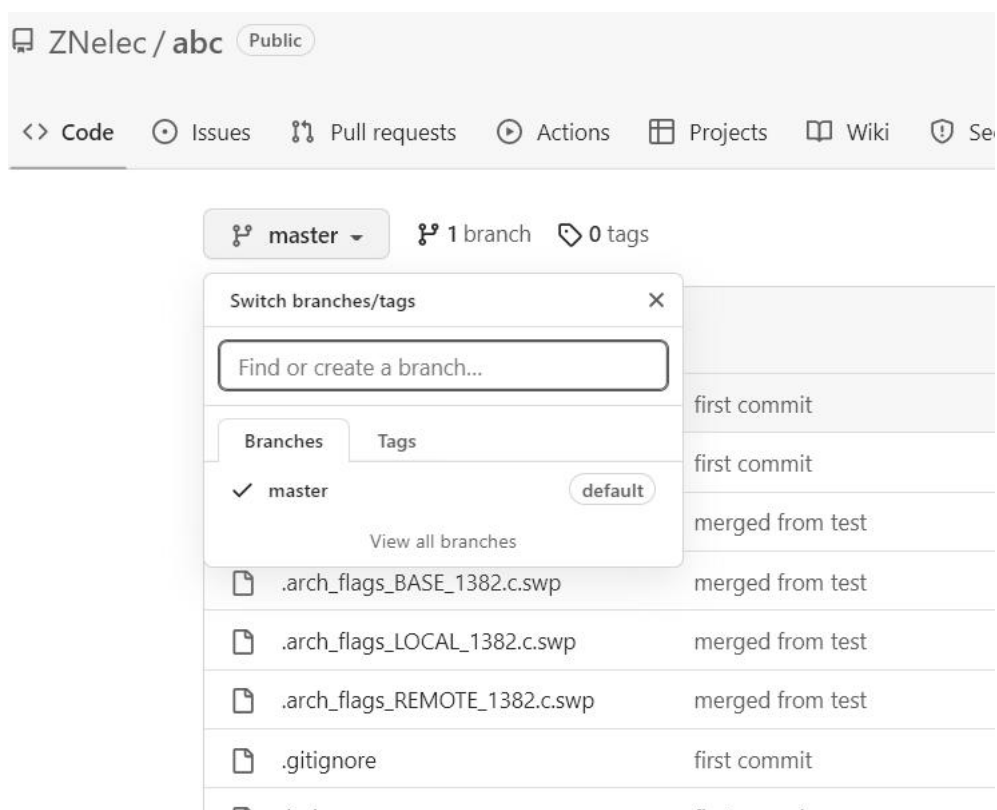 ZNelec / abc Public
Code Issues Pull requests Actions Projects Wiki
master 1 branch 0 tags
Switch branches/tags
Find or create a branch...
first commit
Branches Tags
first commit
master default
merged from test
View all branches
.arch_flags_BASE_1382.c.swp merged from test
.arch_flags_LOCAL_1382.c.swp merged from test
.arch_flags_REMOTE_1382.c.swp merged from test
.gitignore first commit